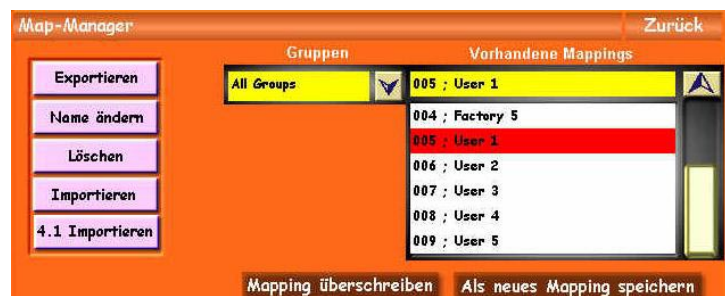 Map-Manager
Zurück
Gruppen
Vorhandene Mappings
Exportieren
Name ändern
Löschen
Importieren
4.1 Importieren
All Groups
005 ; User 1
004 ; Factory 5
005 ; User 1
006 ; User 2
007 ; User 3
008 ; User 4
009 ; User 5
Mapping überschreiben
Als neues Mapping speichern